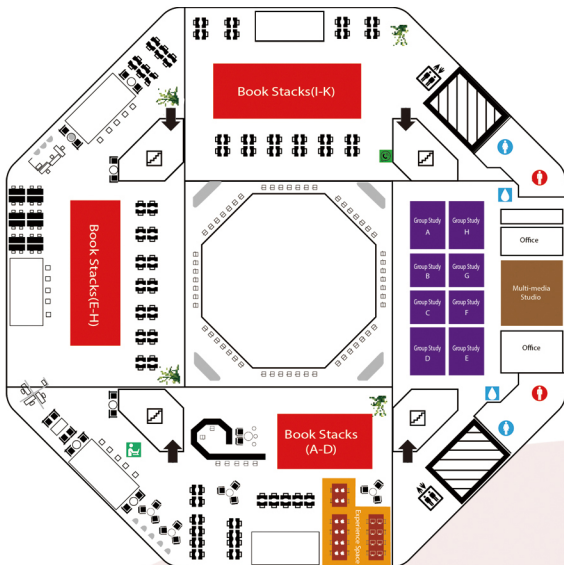 Book Stacks(I-K)
Group Study
A
Group Study
H
Group Study
B
Group Study
G
Group Study
C
Group Study
F
Group Study
D
Group Study
E
Office
Multi-media
Studio
Office
Book Stacks(E-H)
Book Stacks
(A-D)
Experience Space